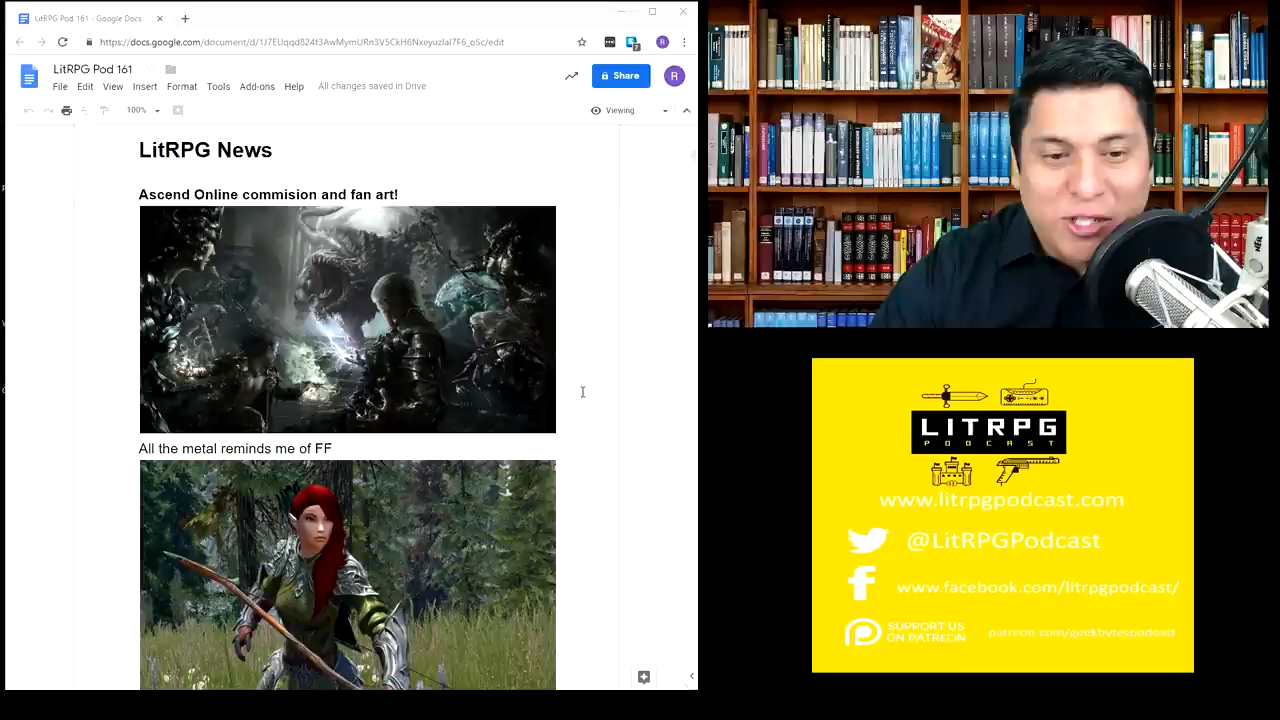 LitRPG Pod 161 - Google Docs
https://docs.google.com/document/d/1J7EUqqd824t3AwMymURn3V5CkH6NxeyuzIal7F6_oSc/edit
LitRPG Pod 161
Share
File Edit View Insert Format Tools Add-ons Help All changes saved in Drive
100%
Viewing
LitRPG News
Ascend Online commision and fan art!
All the metal reminds me of FF
LITRPG
PODCAST
www.litrpgpodcast.com
@LitRPGPodcast
www.facebook.com/litrpgpodcast/
SUPPORT US
ON PATREON
patreon.com/geekbytespodcast